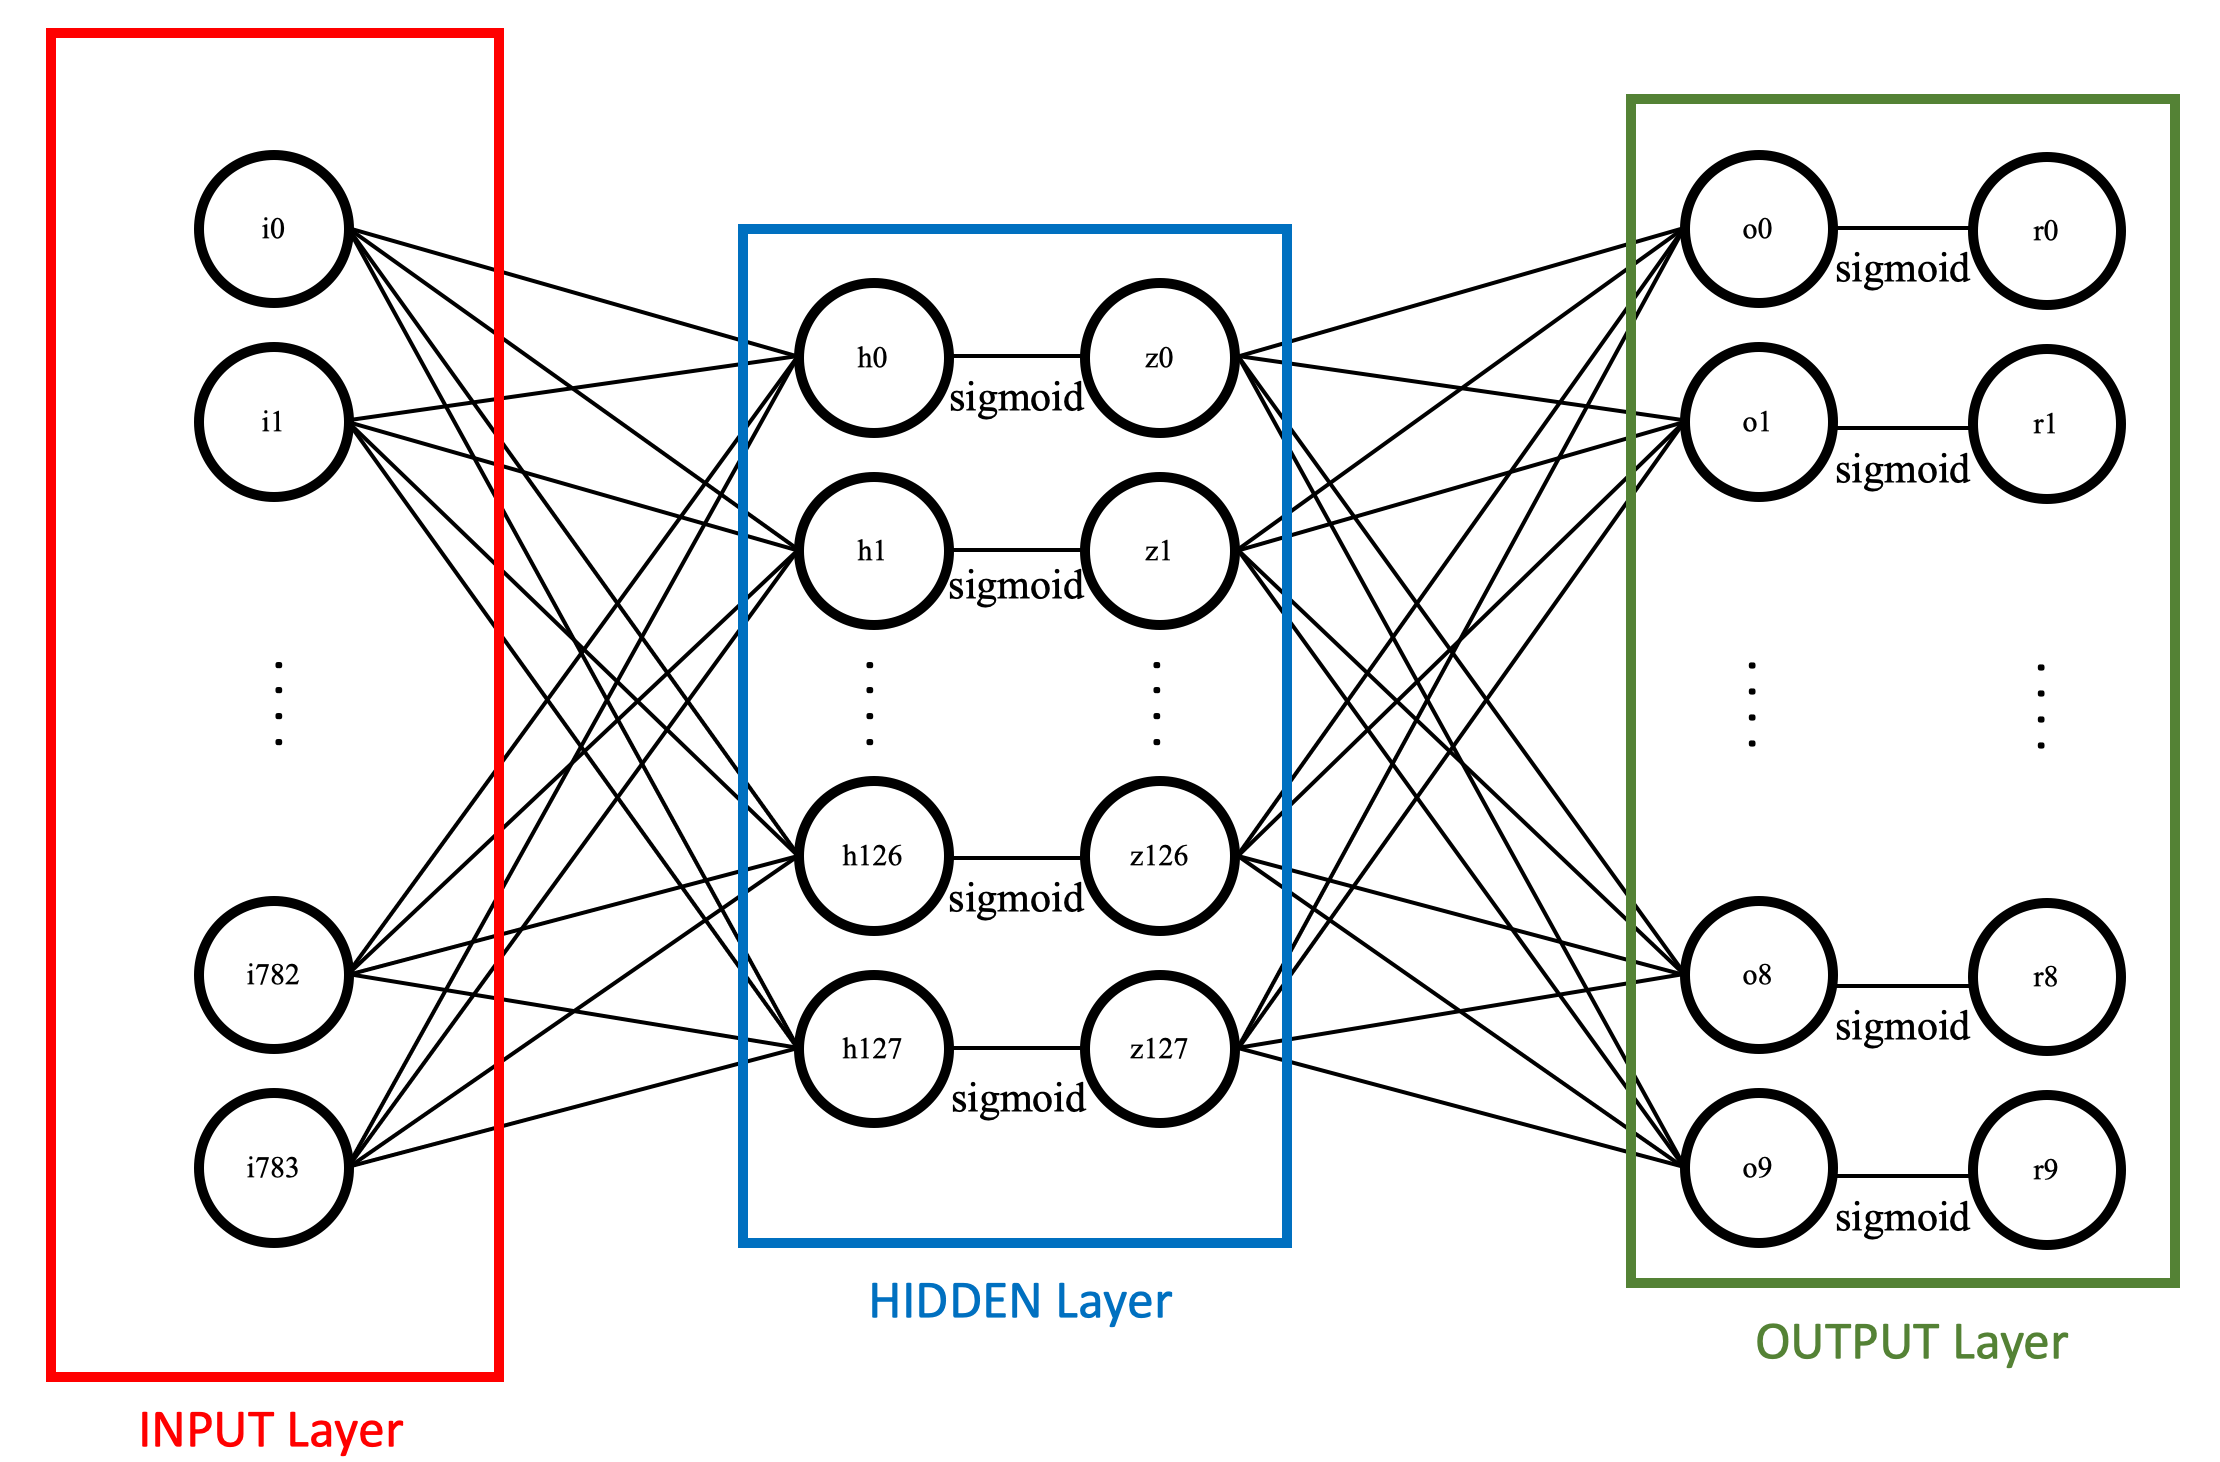 i0
i1
i782
i783
INPUT Layer
h0
sigmoid
z0
h1
sigmoid
z1
h126
sigmoid
z126
h127
sigmoid
z127
HIDDEN Layer
o0
sigmoid
r0
o1
sigmoid
r1
o8
sigmoid
r8
o9
sigmoid
r9
OUTPUT Layer